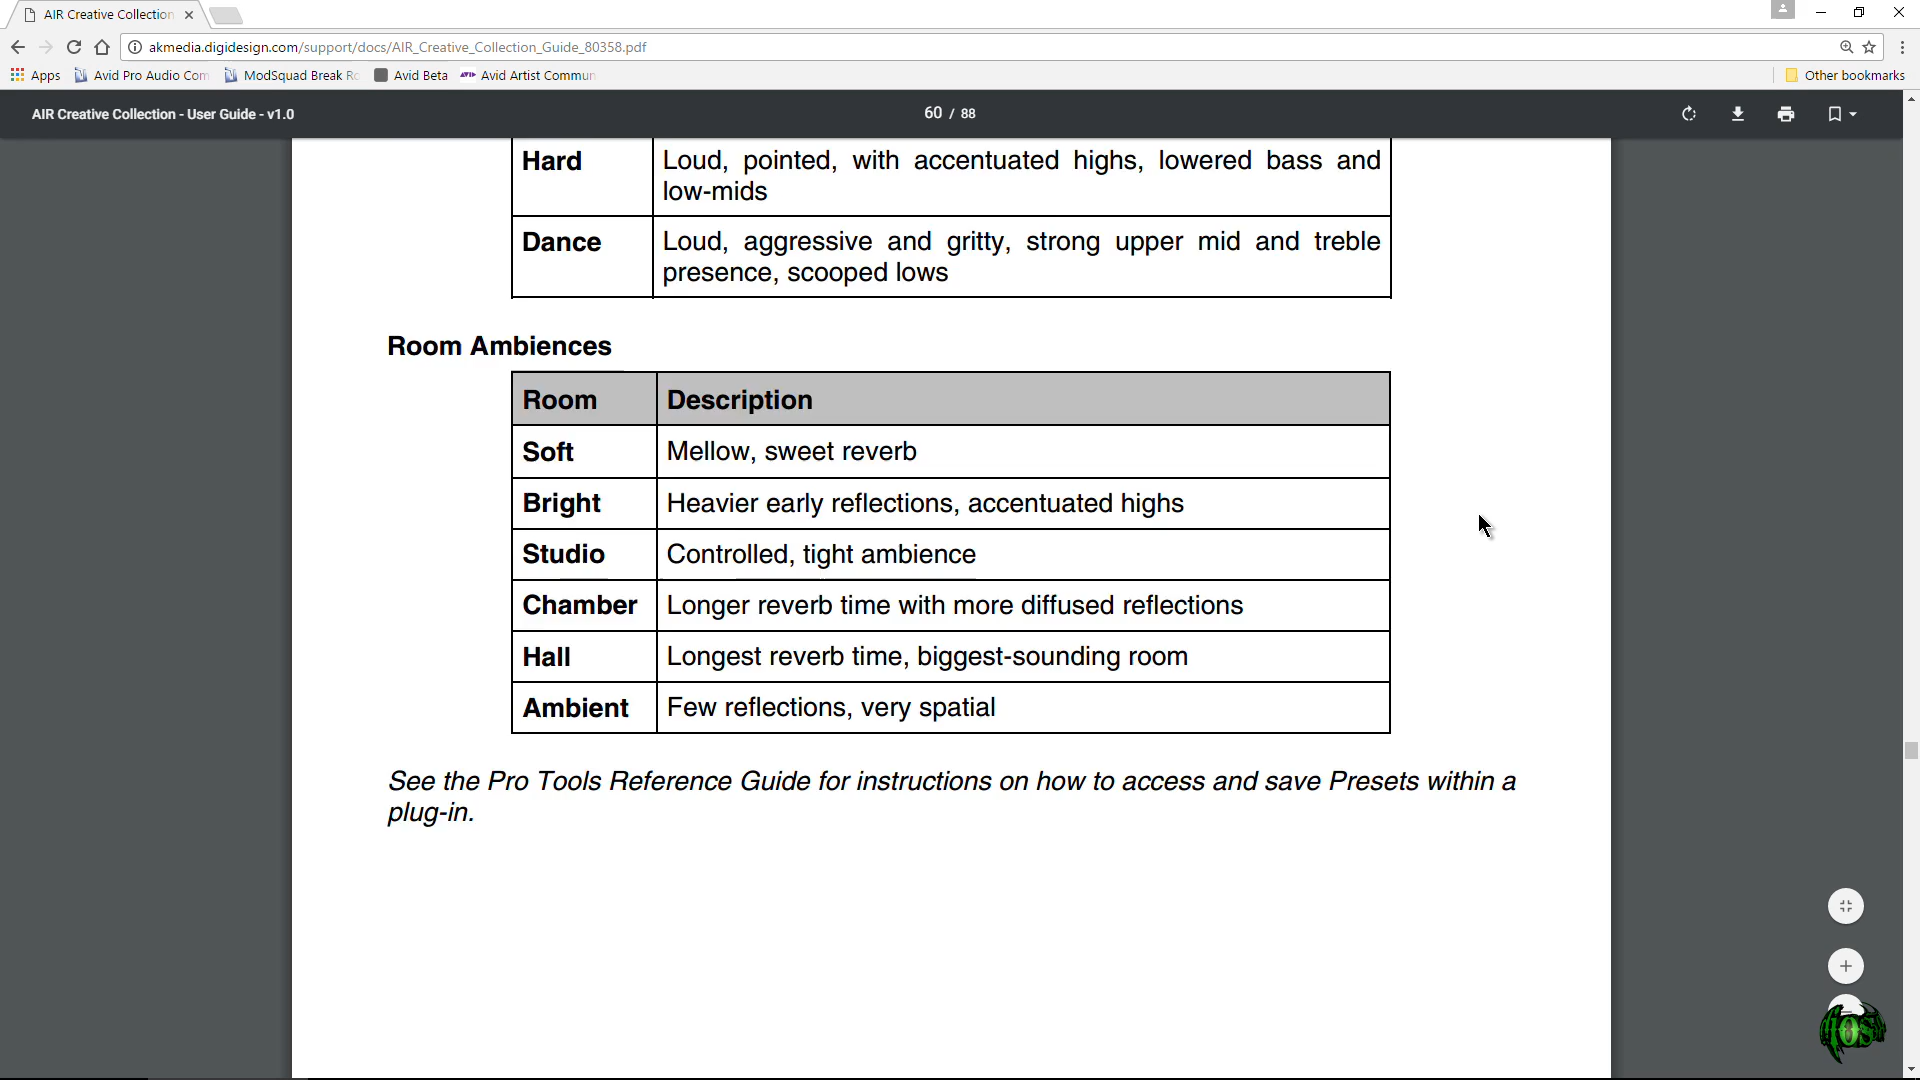 AIR Creative Collection
akmedia.digidesign.com/support/docs/AIR_Creative_Collection_Guide_80358.pdf
Apps Avid Pro Audio Com ModSquad Break Ro Avid Beta Avid Artist Commun Other bookmarks
AIR Creative Collection - User Guide - v1.0 60 / 88
Hard Loud, pointed, with accentuated highs, lowered bass and
low-mids
Dance Loud, aggressive and gritty, strong upper mid and treble
presence, scooped lows
Room Ambiences
Room Description
Soft Mellow, sweet reverb
Bright Heavier early reflections, accentuated highs
Studio Controlled, tight ambience
Chamber Longer reverb time with more diffused reflections
Hall Longest reverb time, biggest-sounding room
Ambient Few reflections, very spatial
See the Pro Tools Reference Guide for instructions on how to access and save Presets within a
plug-in.